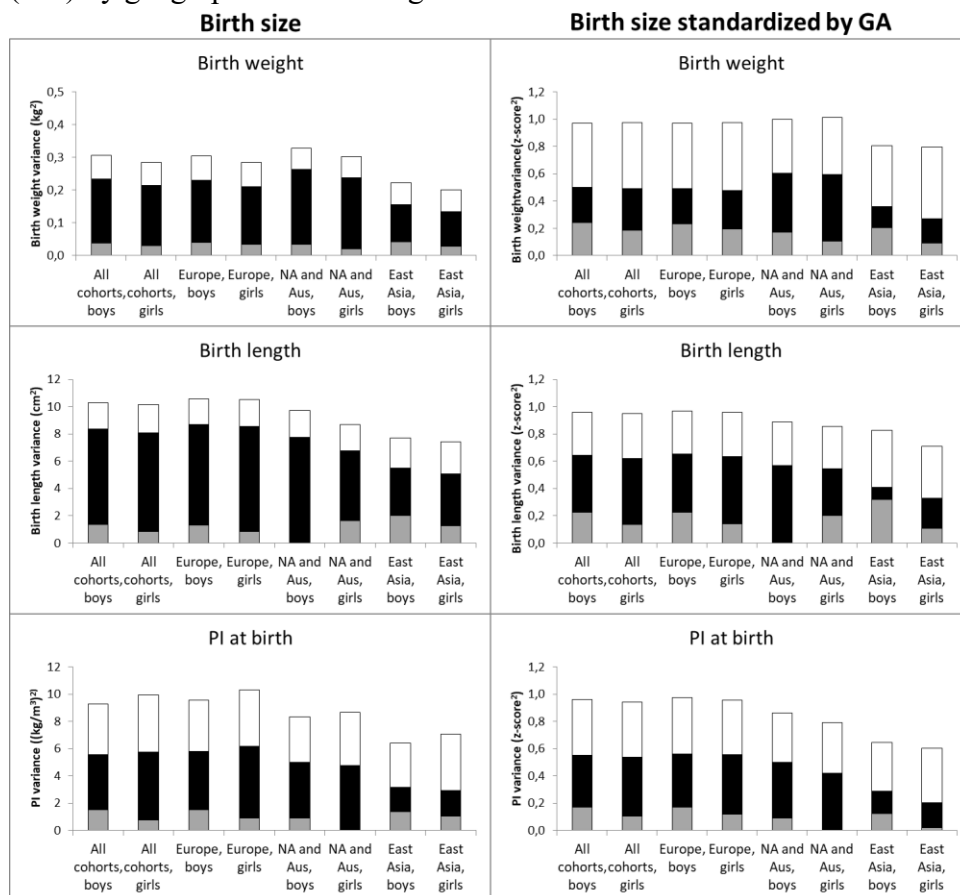 by
Birth size
Birth size standardized by GA
Birth weight
Birth weight variance (kg²)
0,5
0,4
0,3
0,2
0,1
0,0
All cohorts, boys
All cohorts, girls
Europe, boys
Europe, girls
NA and Aus, boys
NA and Aus, girls
East Asia, boys
East Asia, girls
Birth weight
Birth weightvariance(z-score²)
1,2
1,0
0,8
0,6
0,4
0,2
0,0
All cohorts, boys
All cohorts, girls
Europe, boys
Europe, girls
NA and Aus, boys
NA and Aus, girls
East Asia, boys
East Asia, girls
Birth length
Birth length variance (cm²)
12
10
8
6
4
2
0
All cohorts, boys
All cohorts, girls
Europe, boys
Europe, girls
NA and Aus, boys
NA and Aus, girls
East Asia, boys
East Asia, girls
Birth length
Birth length variance (z-score²)
1,2
1,0
0,8
0,6
0,4
0,2
0,0
All cohorts, boys
All cohorts, girls
Europe, boys
Europe, girls
NA and Aus, boys
NA and Aus, girls
East Asia, boys
East Asia, girls
PI at birth
PI variance ((kg/m³)²)
12
10
8
6
4
2
0
All cohorts, boys
All cohorts, girls
Europe, boys
Europe, girls
NA and Aus, boys
NA and Aus, girls
East Asia, boys
East Asia, girls
PI at birth
PI variance (z-score²)
1,2
1,0
0,8
0,6
0,4
0,2
0,0
All cohorts, boys
All cohorts, girls
Europe, boys
Europe, girls
NA and Aus, boys
NA and Aus, girls
East Asia, boys
East Asia, girls